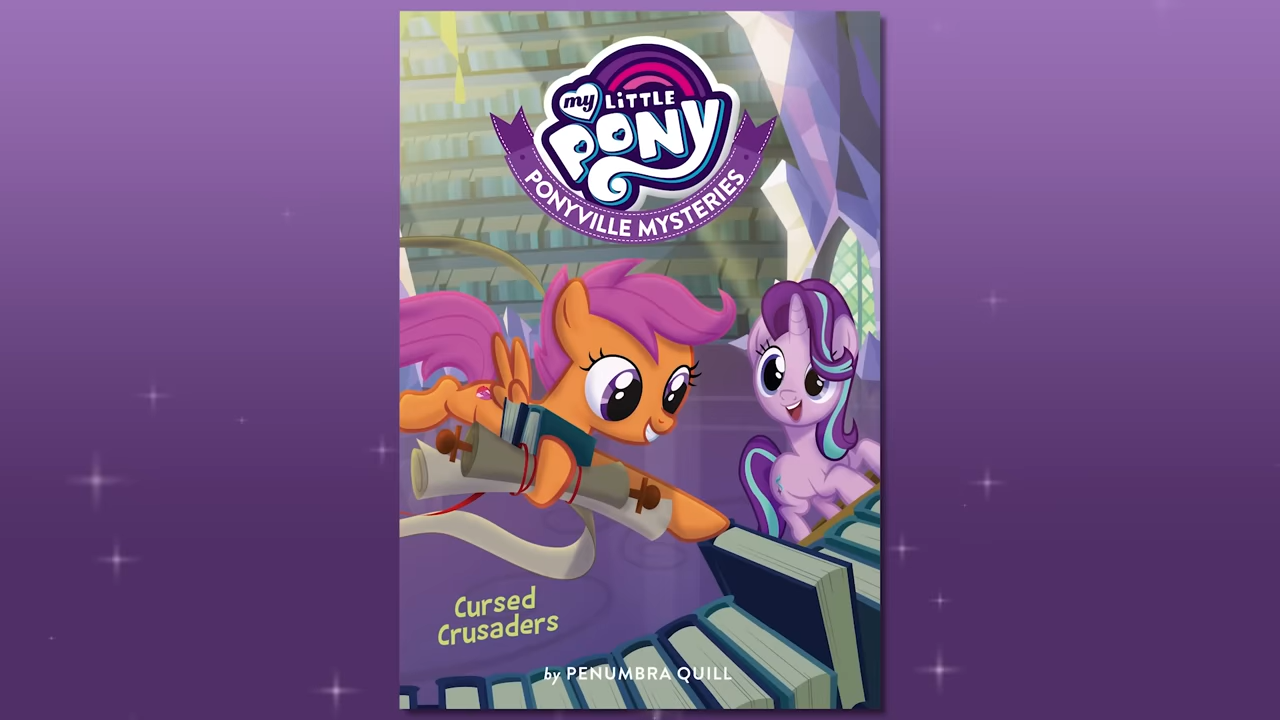 my LiTTLE
PONY
PONYVILLE MYSTERIES
Cursed
Crusaders
by PENUMBRA QUILL